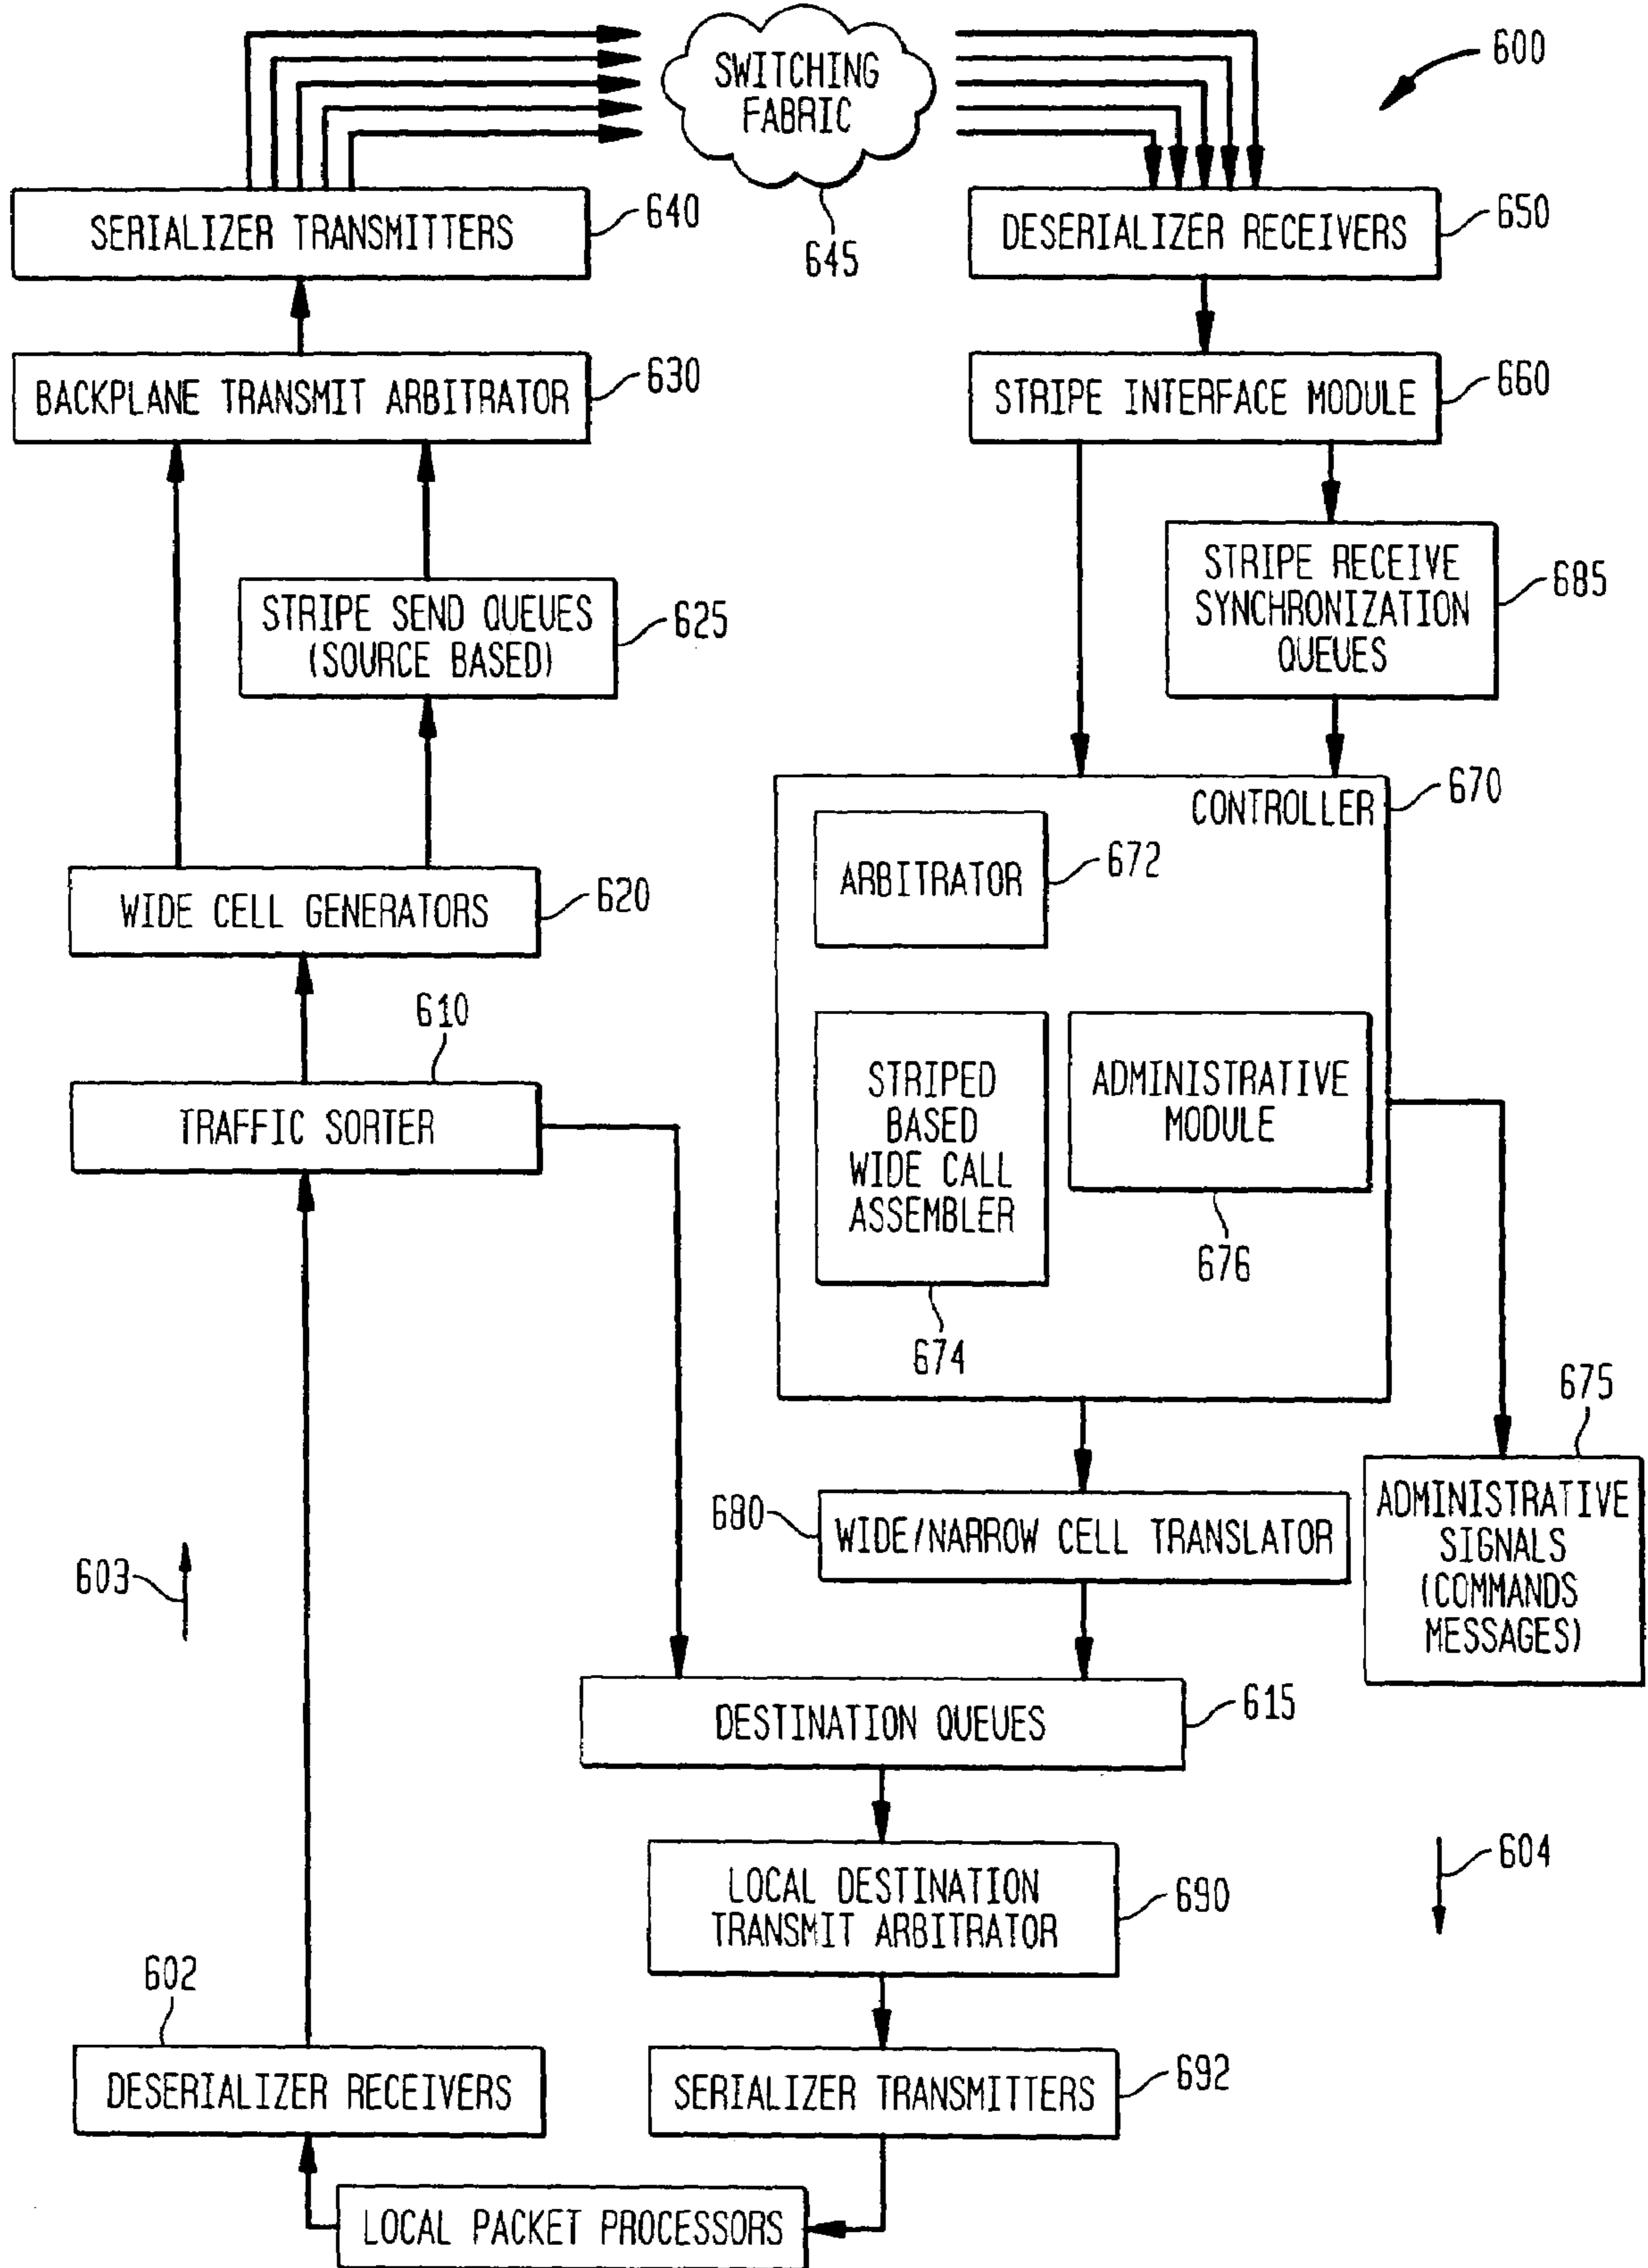 600
SWITCHING
FABRIC
645
SERIALIZER TRANSMITTERS
640
DESERIALIZER RECEIVERS
650
BACKPLANE TRANSMIT ARBITRATOR
630
STRIPE INTERFACE MODULE
660
STRIPE SEND QUEUES
(SOURCE BASED)
625
STRIPE RECEIVE
SYNCHRONIZATION
QUEUES
685
CONTROLLER
670
ARBITRATOR
672
WIDE CELL GENERATORS
620
610
TRAFFIC SORTER
STRIPED
BASED
WIDE CALL
ASSEMBLER
674
ADMINISTRATIVE
MODULE
676
675
ADMINISTRATIVE
SIGNALS
(COMMANDS
MESSAGES)
680
WIDE/NARROW CELL TRANSLATOR
603
DESTINATION QUEUES
615
LOCAL DESTINATION
TRANSMIT ARBITRATOR
690
604
602
DESERIALIZER RECEIVERS
SERIALIZER TRANSMITTERS
692
LOCAL PACKET PROCESSORS